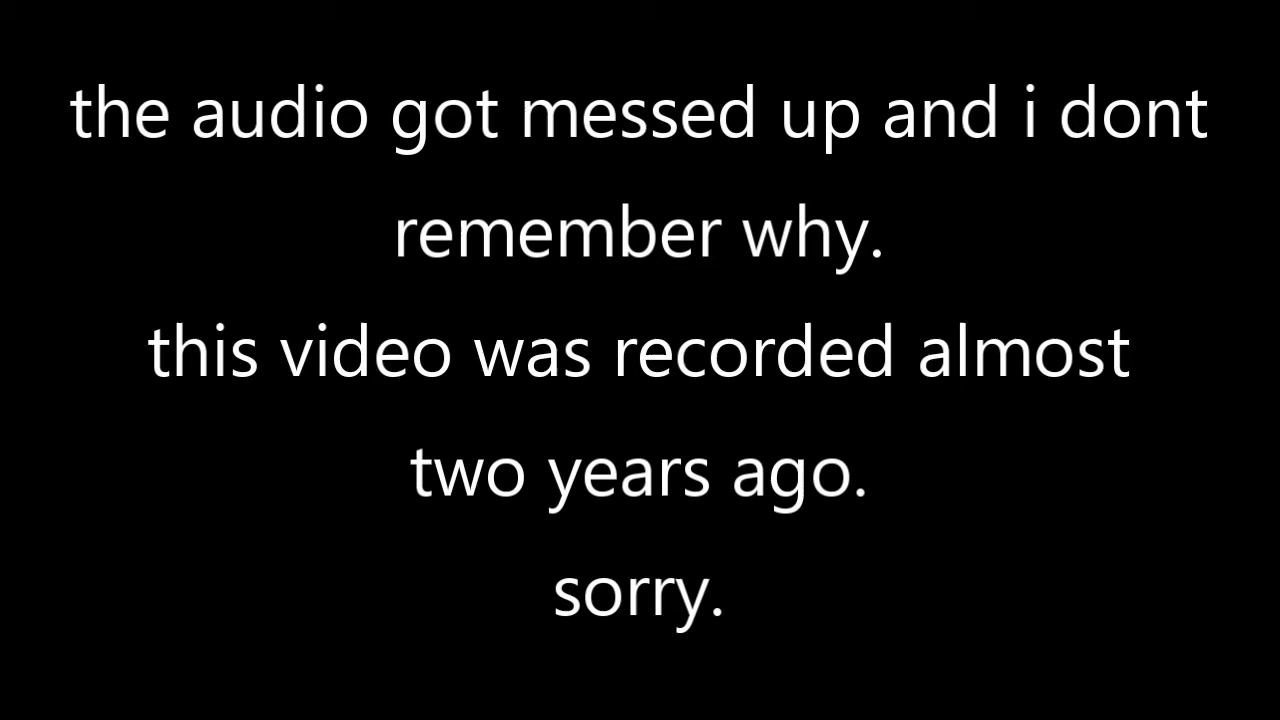 the audio got messed up and i dont
remember why.
this video was recorded almost
two years ago.
sorry.